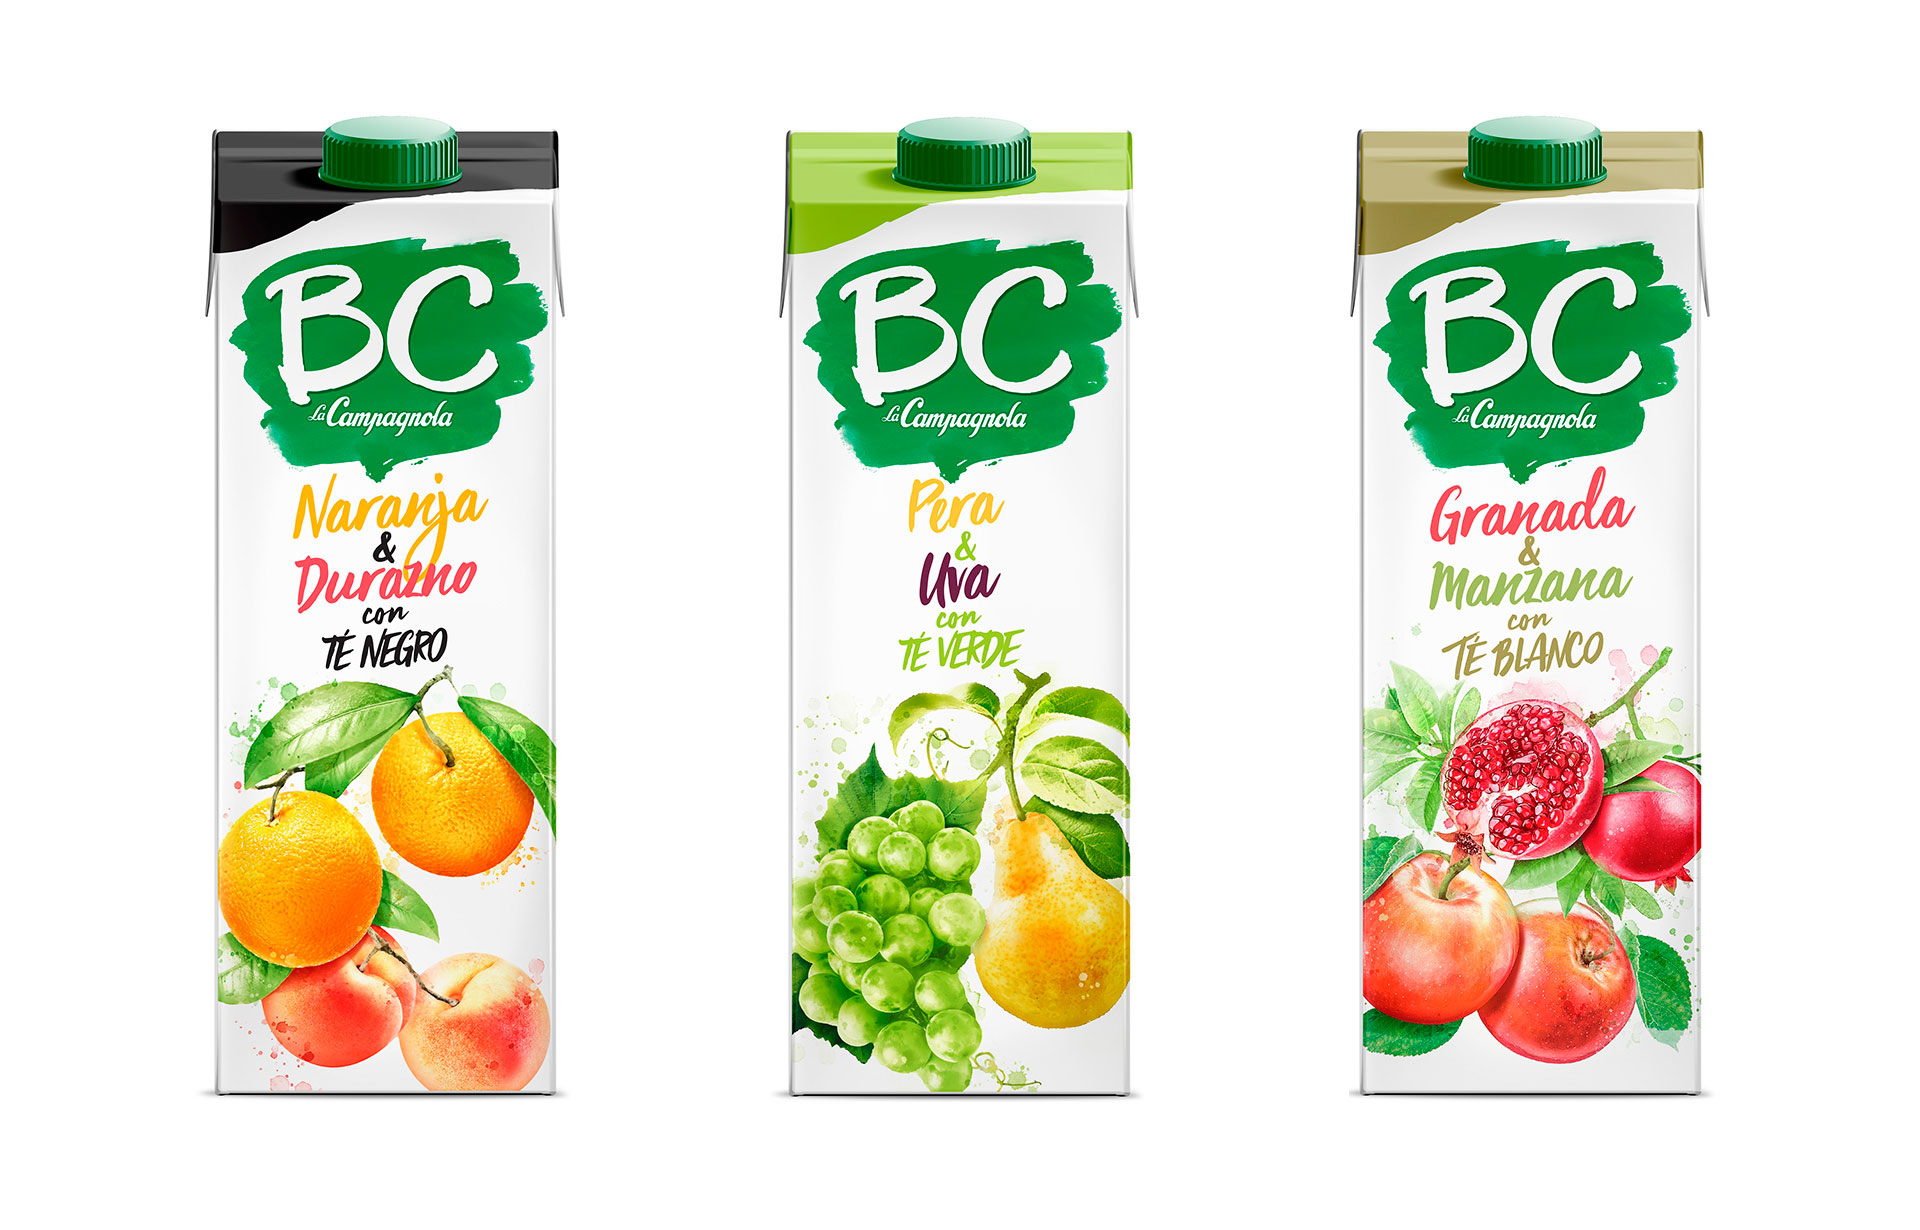 BC
La Campagnola
Naranja
&
Durazno
con
TÉ NEGRO
BC
La Campagnola
Pera
&
Uva
con
TÉ VERDE
BC
La Campagnola
Granada
&
Manzana
con
TÉ BLANCO